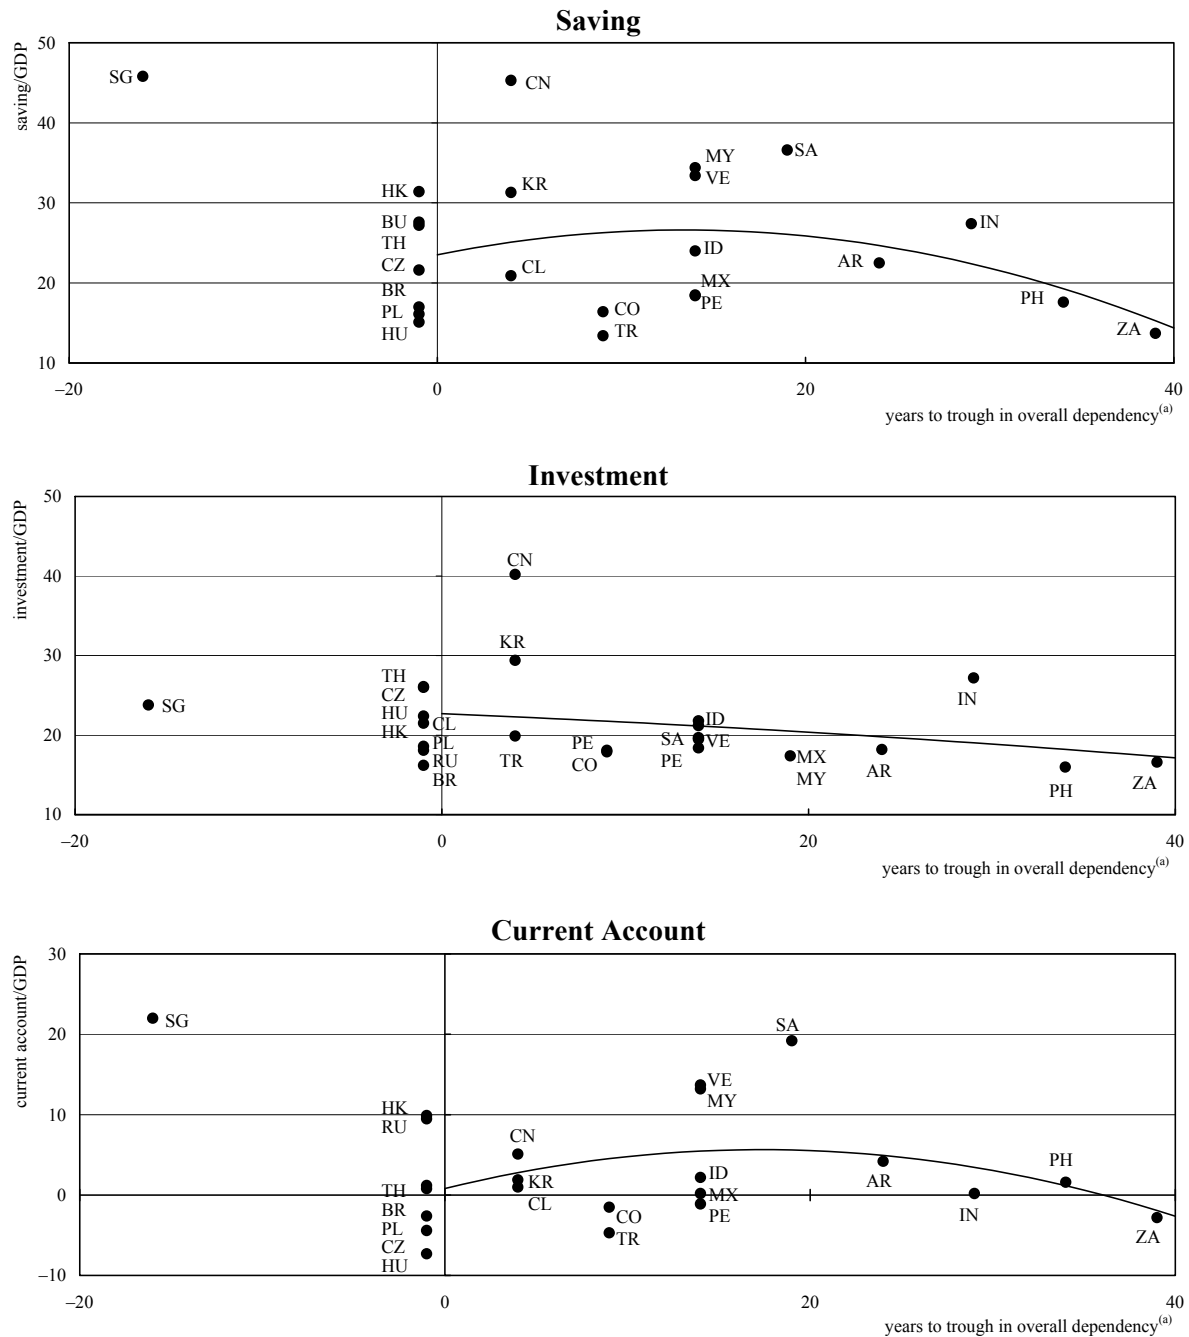 Saving
saving/GDP
50
40
30
20
10
SG
CN
HK
BU
TH
CZ
BR
PL
HU
KR
CL
CO
TR
MY
VE
ID
MX
PE
SA
AR
IN
PH
ZA
–20
0
20
40
years to trough in overall dependency(a)
Investment
investment/GDP
50
40
30
20
10
CN
KR
SG
TH
CZ
HU
HK
CL
PL
RU
BR
TR
PE
CO
ID
SA
VE
PE
MX
MY
AR
IN
PH
ZA
–20
0
20
40
years to trough in overall dependency(a)
Current Account
current account/GDP
30
20
10
0
–10
SG
HK
RU
TH
BR
PL
CZ
HU
CN
KR
CL
CO
TR
VE
MY
ID
MX
PE
SA
AR
IN
PH
ZA
–20
0
20
40
years to trough in overall dependency(a)